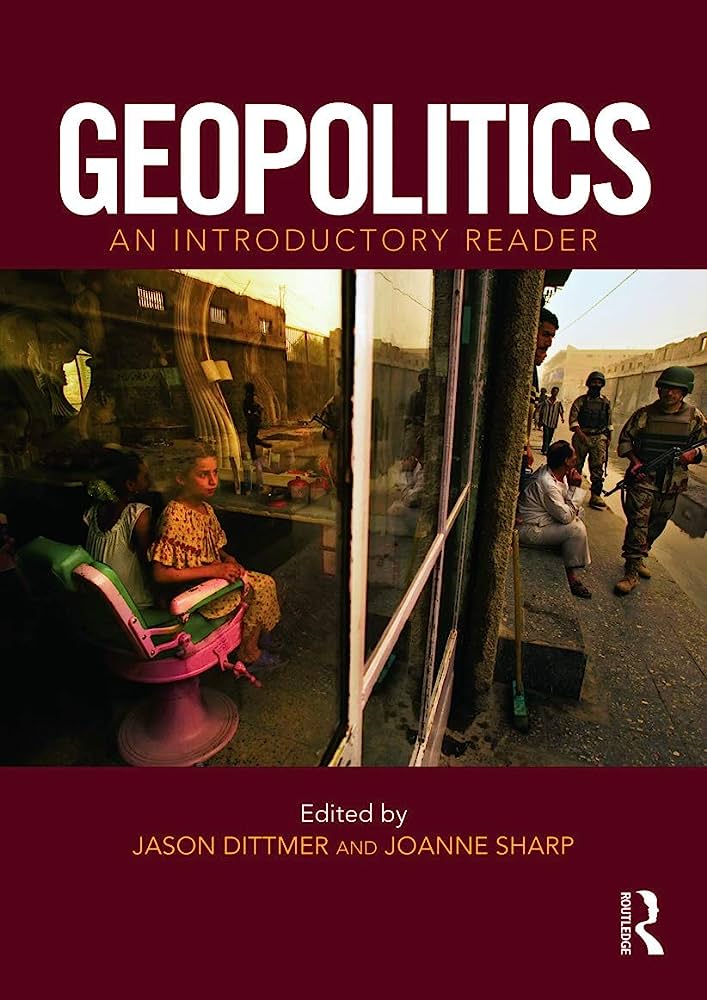 GEOPOLITICS
AN INTRODUCTORY READER
Edited by
JASON DITTMER AND JOANNE SHARP
ROUTLEDGE